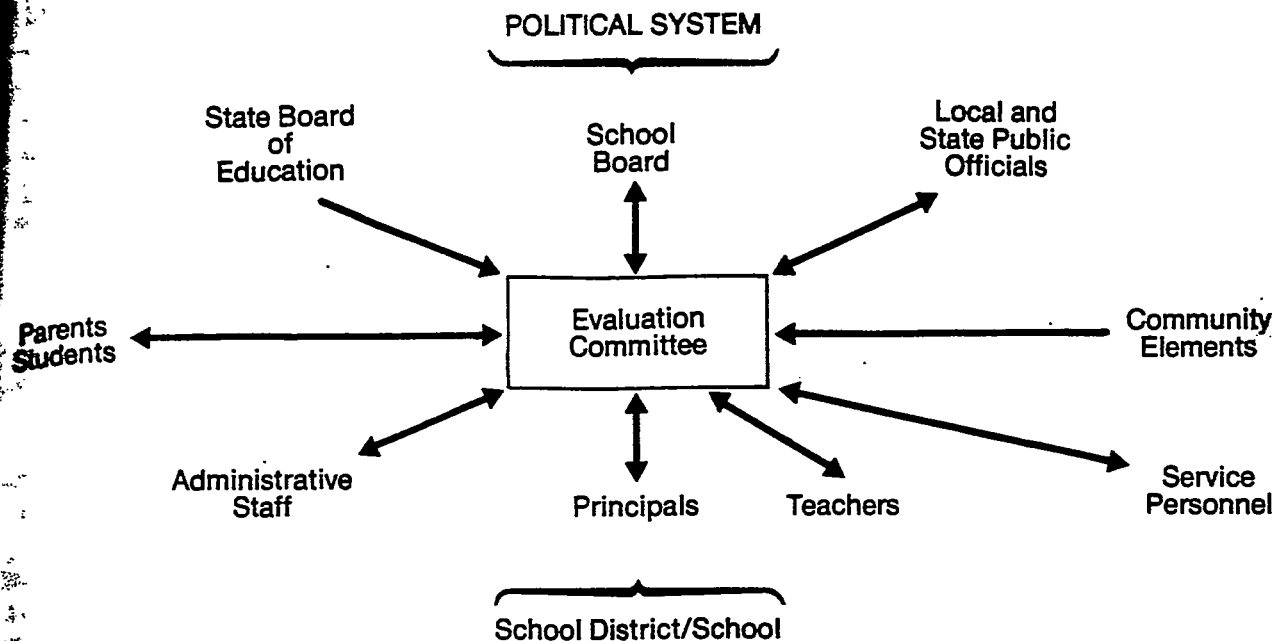 POLITICAL SYSTEM
State Board
of
Education
School
Board
Local and
State Public
Officials
Parents
Students
Evaluation
Committee
Community
Elements
Administrative
Staff
Principals
Teachers
Service
Personnel
School District/School